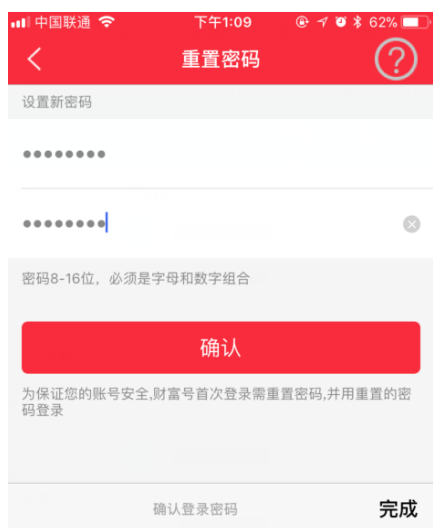 中国联通 下午1:09 62%
重置密码 ?
设置新密码
••••••••
••••••••
密码8-16位，必须是字母和数字组合
确认
为保证您的账号安全,财富号首次登录需重置密码,并用重置的密
码登录
确认登录密码 完成